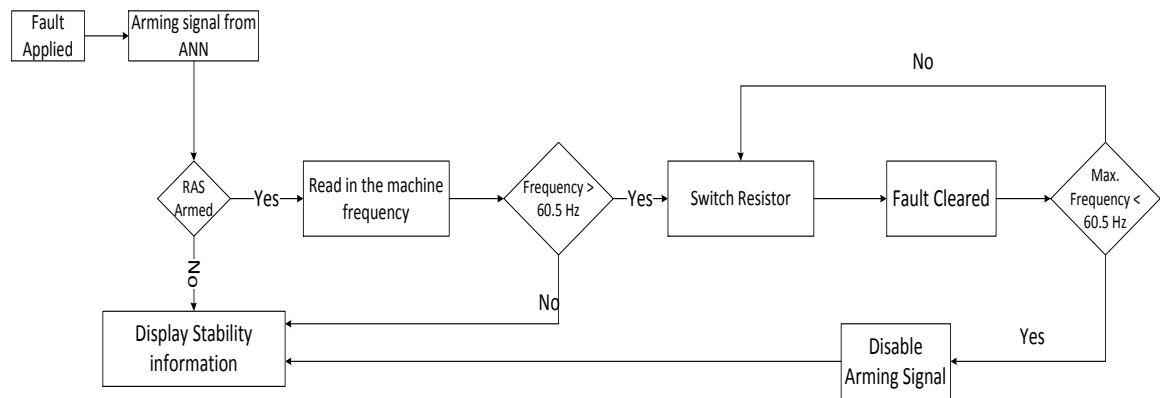 Fault
Applied
Arming signal from
ANN
No
RAS
Armed
Yes
Read in the machine
frequency
Frequency >
60.5 Hz
Yes
Switch Resistor
Fault Cleared
Max.
Frequency <
60.5 Hz
No
No
Yes
Display Stability
information
Disable
Arming Signal